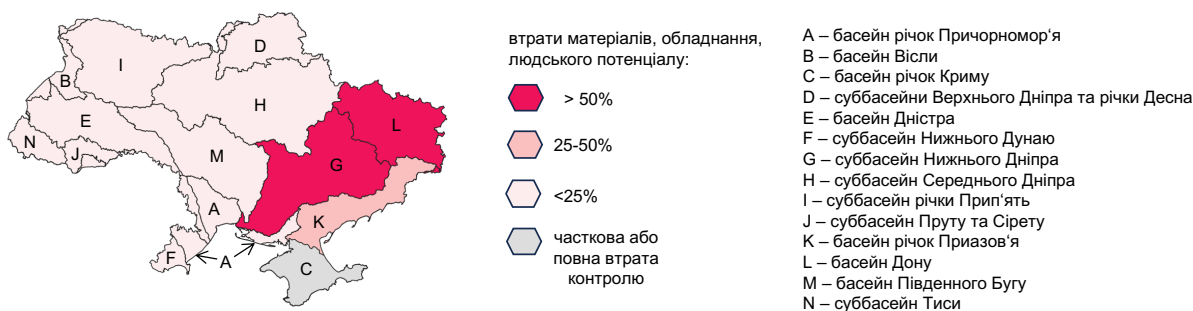 D
I
B
H
E
L
N
J
M
G
A
K
F
A
C
втрати матеріалів, обладнання,
людського потенціалу:
> 50%
25-50%
<25%
часткова або
повна втрата
контролю
A – басейн річок Причорномор‘я
B – басейн Вісли
C – басейн річок Криму
D – суббасейни Верхнього Дніпра та річки Десна
E – басейн Дністра
F – суббасейн Нижнього Дунаю
G – суббасейн Нижнього Дніпра
H – суббасейн Середнього Дніпра
I – суббасейн річки Прип‘ять
J – суббасейн Пруту та Сірету
K – басейн річок Приазов‘я
L – басейн Дону
M – басейн Південного Бугу
N – суббасейн Тиси